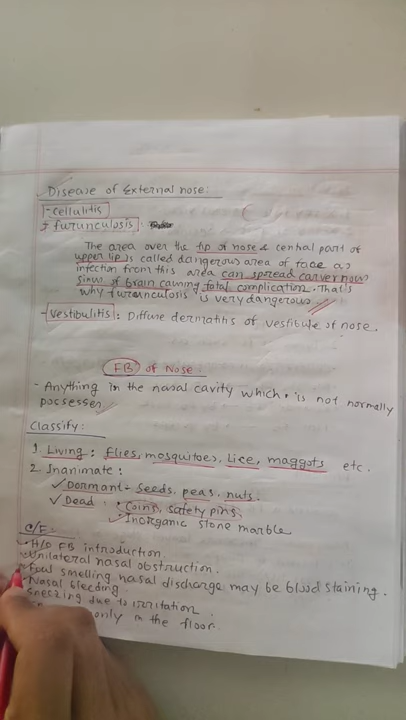 Disease of External nose:
- Cellulitis
- furunculosis:
The area over the tip of nose & central part of
upper lip is called dangerous area of face as
infection from this area can spread cavernous
sinus of brain causing fatal complication. That's
why furunculosis is very dangerous
- Vestibulitis: Diffuse dermatitis of vestibule of nose.
FB of Nose:
- Anything in the nasal cavity which is not normally
possesses.
Classify:
1. Living: flies, mosquitoes, Lice, maggots etc.
2. Inanimate:
✓ Dormant - seeds, peas, nuts.
✓ Dead: • Coins, safety pins.
• Inorganic stone marble
C/F:-
- H/O FB introduction.
- Unilateral nasal obstruction.
- Foul smelling nasal discharge may be blood staining.
- Nasal bleeding.
- Sneezing due to irritation.
only in the floor.